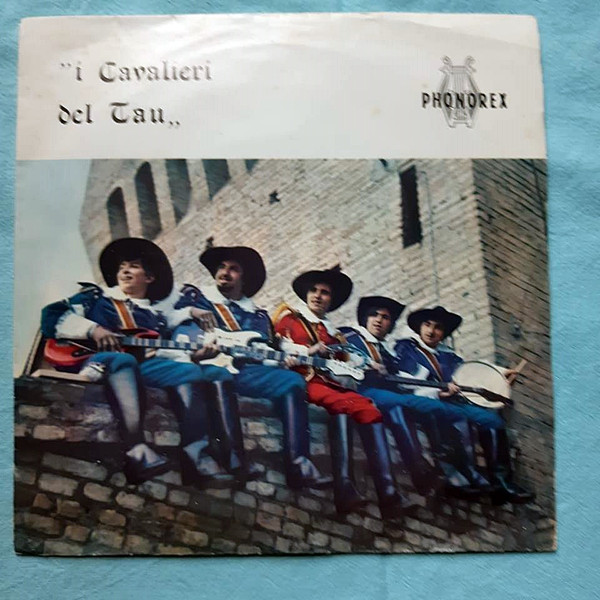 "i Cavalieri
del Tau„
PHONOREX